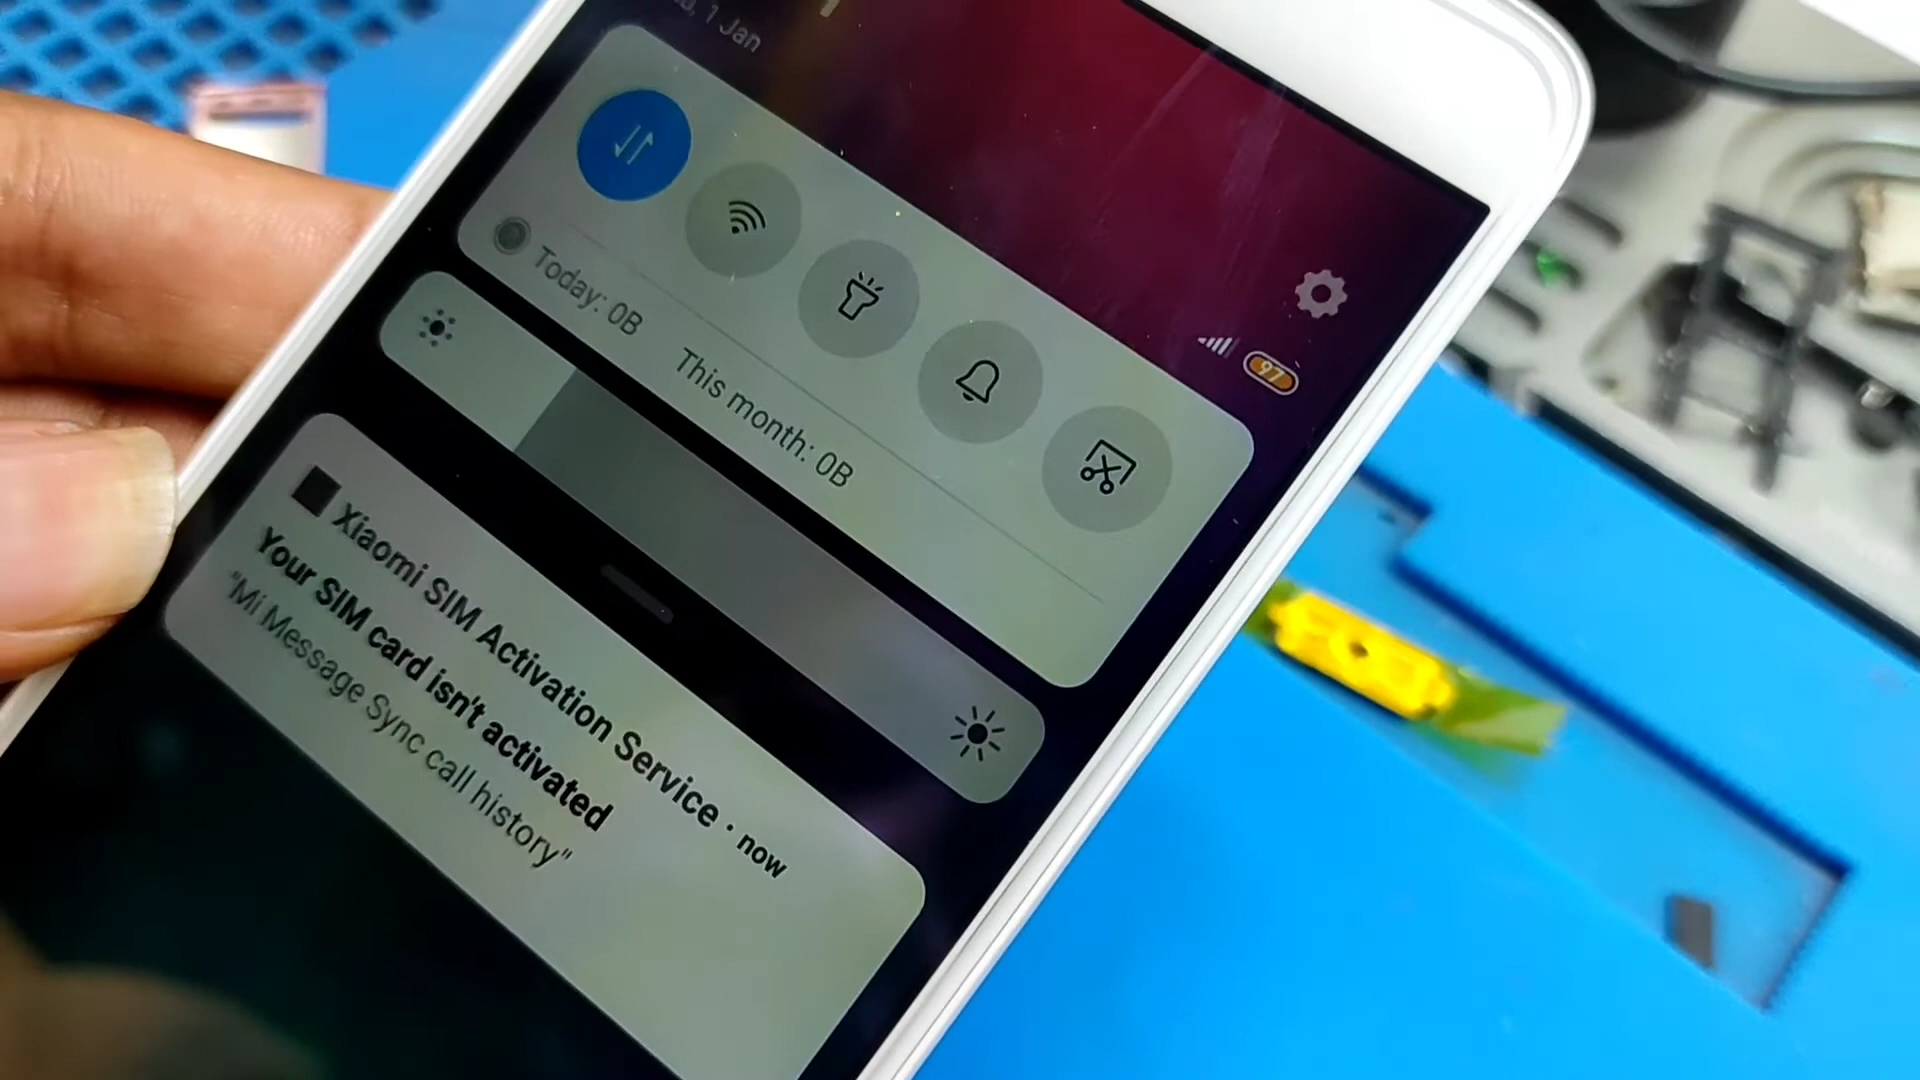 1 Jan
97
Today: 0B This month: 0B
Xiaomi SIM Activation Service · now
Your SIM card isn't activated
"Mi Message Sync call history"